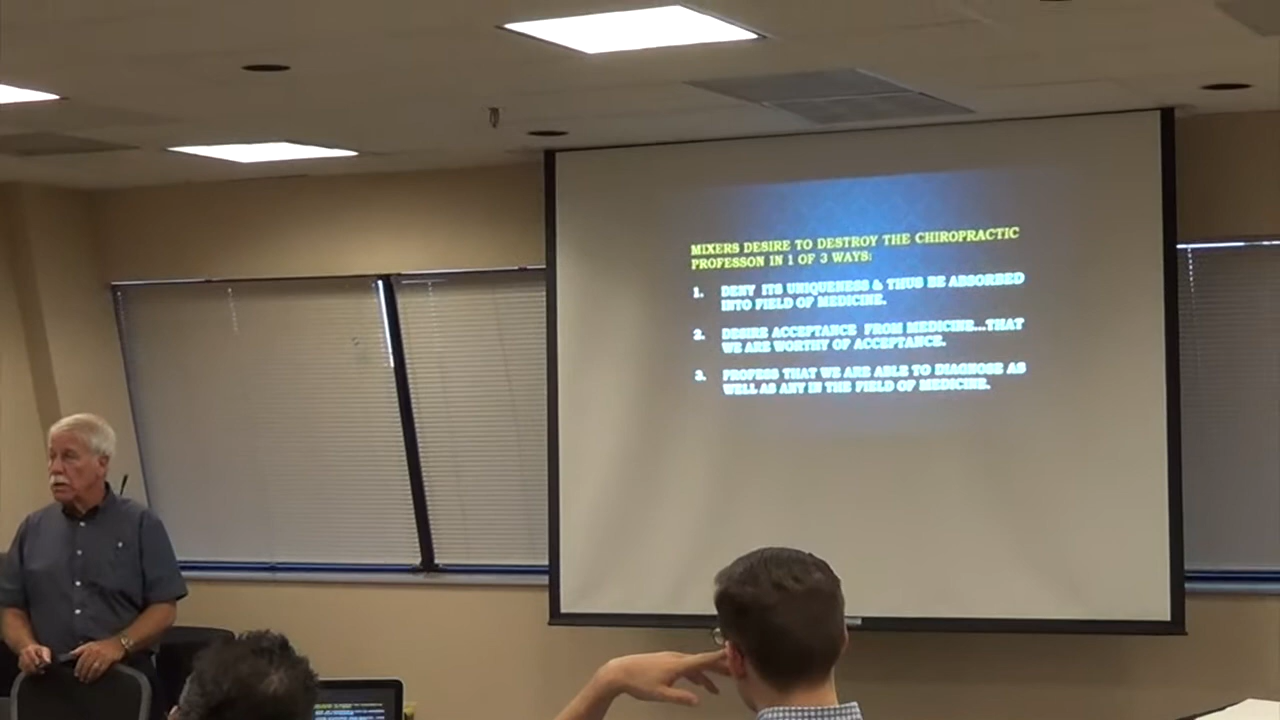 MIXERS DESIRE TO DESTROY THE CHIROPRACTIC
PROFESSON IN 1 OF 3 WAYS:
1. DENY ITS UNIQUENESS & THUS BE ABSORBED
INTO FIELD OF MEDICINE.
2. DESIRE ACCEPTANCE FROM MEDICINE...THAT
WE ARE WORTHY OF ACCEPTANCE.
3. PROFESS THAT WE ARE ABLE TO DIAGNOSE AS
WELL AS ANY IN THE FIELD OF MEDICINE.